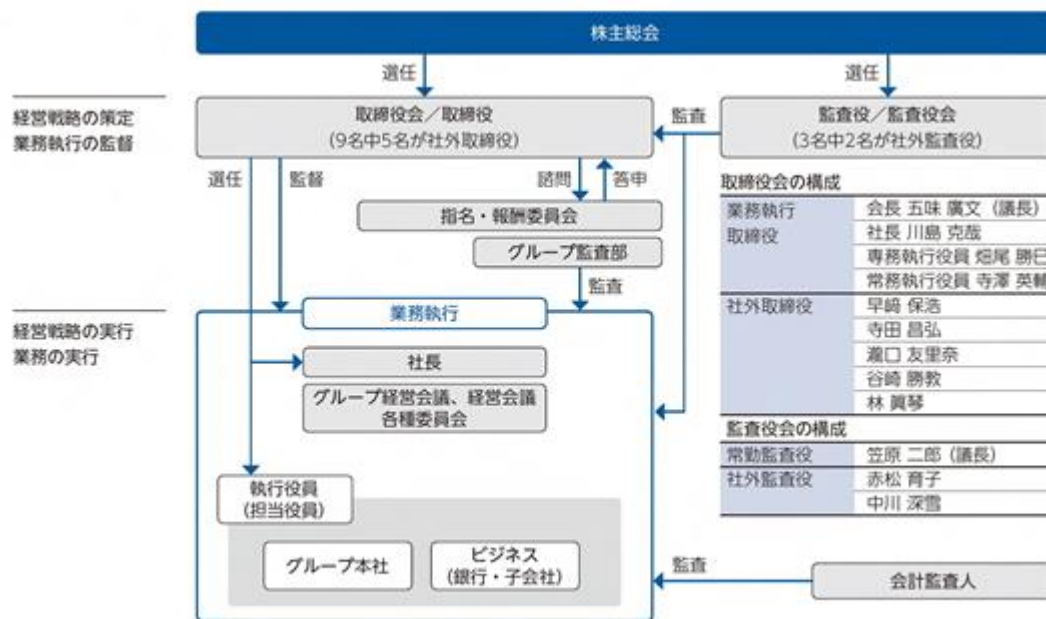 株主総会
選任
選任
経営戦略の策定
業務執行の監督
取締役会／取締役
(9名中5名が社外取締役)
監査
監査役／監査役会
(3名中2名が社外監査役)
選任
監督
諮問
答申
指名・報酬委員会
グループ監査部
監査
経営戦略の実行
業務の実行
業務執行
社長
グループ経営会議、経営会議
各種委員会
執行役員
(担当役員)
グループ本社
ビジネス
(銀行・子会社)
取締役会の構成
業務執行
取締役
会長 五味 廣文 (議長)
社長 川島 克哉
専務執行役員 畑尾 勝巳
常務執行役員 寺澤 英輔
社外取締役
早﨑 保浩
寺田 昌弘
瀧口 友里奈
谷崎 勝教
林 眞琴
監査役会の構成
常勤監査役
笠原 二郎 (議長)
社外監査役
赤松 育子
中川 深雪
監査
会計監査人